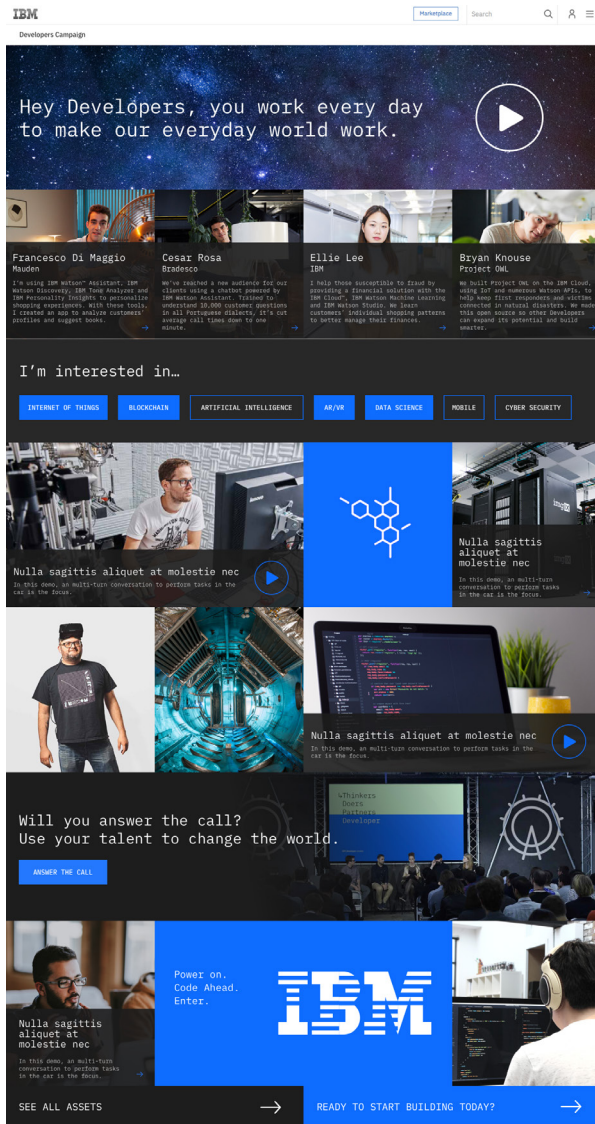 IBM
Marketplace
Search
Developers Campaign
Hey Developers, you work every day
to make our everyday world work.
Francesco Di Maggio
Mauden
I'm using IBM Watson™ Assistant, IBM
Watson Discovery, IBM Tone Analyzer and
IBM Personality Insights to personalize
shopping experiences. With these tools,
I created an app to analyze customers'
profiles and suggest books.
Cesar Rosa
Bradesco
We've reached a new audience for our
clients using a chatbot powered by
IBM Watson Assistant. Trained to
understand 10,000 customer questions
in all Portuguese dialects, it's cut
average call times down to one
minute.
Ellie Lee
IBM
I help those susceptible to fraud by
providing a financial solution with the
IBM Cloud™, IBM Watson Machine Learning
and IBM Watson Studio. We learn
customers' individual shopping patterns
to better manage their finances.
Bryan Knouse
Project OWL
We built Project OWL on the IBM Cloud,
using IoT and numerous Watson APIs, to
help keep first responders and victims
connected in natural disasters. We made
this open source so other Developers
can expand its potential and build
smarter.
I'm interested in…
INTERNET OF THINGS
BLOCKCHAIN
ARTIFICIAL INTELLIGENCE
AR/VR
DATA SCIENCE
MOBILE
CYBER SECURITY
Nulla sagittis aliquet at molestie nec
In this demo, an multi-turn conversation to perform tasks in the
car is the focus.
Nulla sagittis
aliquet at
molestie nec
In this demo, an multi-turn
conversation to perform tasks
in the car is the focus.
Nulla sagittis aliquet at molestie nec
In this demo, an multi-turn conversation to perform tasks in the
car is the focus.
Will you answer the call?
Use your talent to change the world.
ANSWER THE CALL
Thinkers
Doers
Partners
Developer
Nulla sagittis
aliquet at
molestie nec
In this demo, an multi-turn
conversation to perform tasks
in the car is the focus.
Power on.
Code Ahead.
Enter.
IBM
SEE ALL ASSETS
READY TO START BUILDING TODAY?